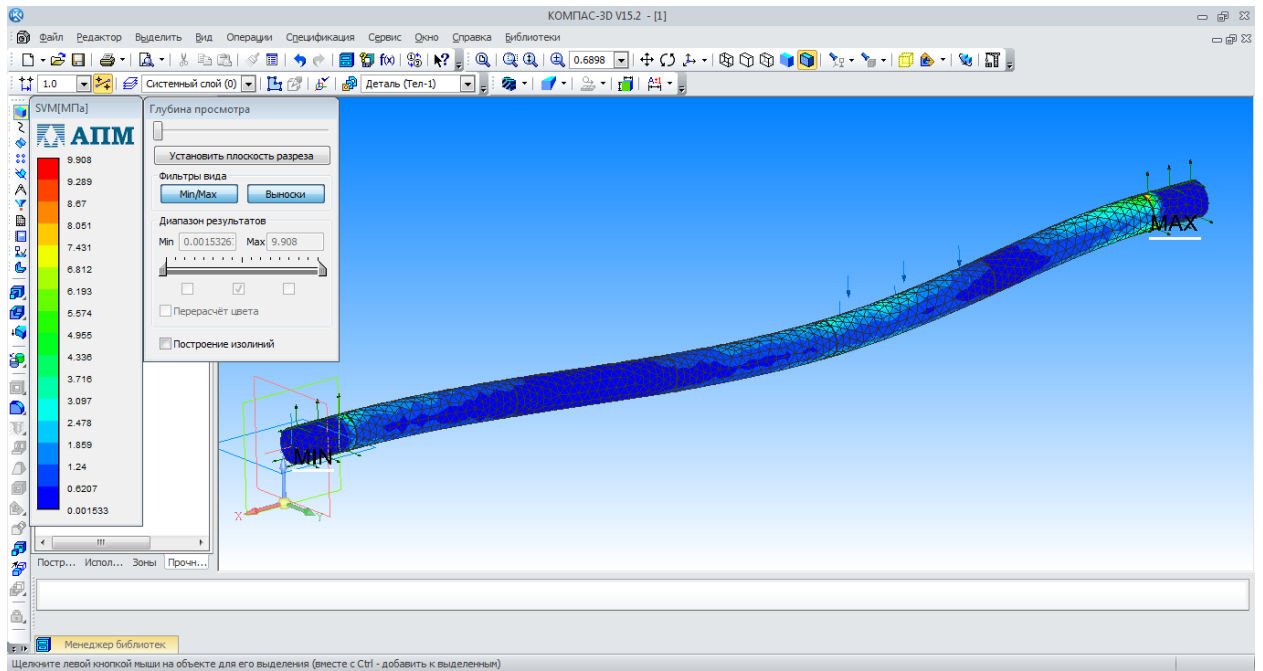 КОМПАС-3D V15.2 - [1]
Файл Редактор Выделить Вид Операции Спецификация Сервис Окно Справка Библиотеки
f(x) 0.6898
1.0 Системный слой (0) Деталь (Тел-1)
SVM[МПа]
АПМ
9.908
9.289
8.67
8.051
7.431
6.812
6.193
5.574
4.955
4.336
3.716
3.097
2.478
1.859
1.24
0.6207
0.001533
Глубина просмотра
Установить плоскость разреза
Фильтры вида
Min/Max Выноски
Диапазон результатов
Min 0.0015326 Max 9.908
Перерасчёт цвета
Построение изолиний
MAX
MIN
X Y
Постр... Испол... Зоны Прочн...
Менеджер библиотек
Щелкните левой кнопкой мыши на объекте для его выделения (вместе с Ctrl - добавить к выделенным)